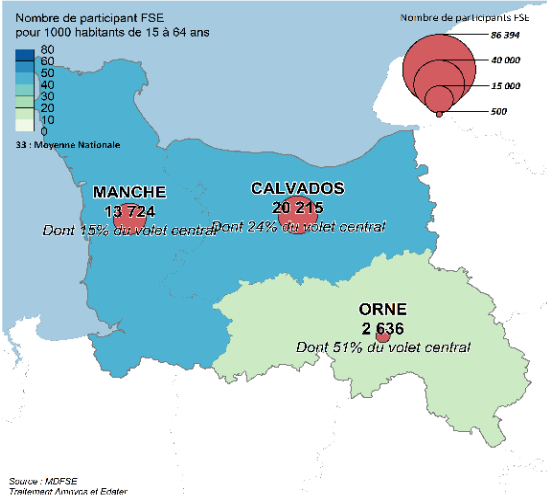 Nombre de participant FSE
pour 1000 habitants de 15 à 64 ans
80
60
50
40
30
20
10
0
33 : Moyenne Nationale
Nombre de participants FSE
86 394
40 000
15 000
500
MANCHE
13 724
Dont 15% du volet central
CALVADOS
20 215
Dont 24% du volet central
ORNE
2 636
Dont 51% du volet central
Source : MDFSE
Traitement Amnyos et Edater